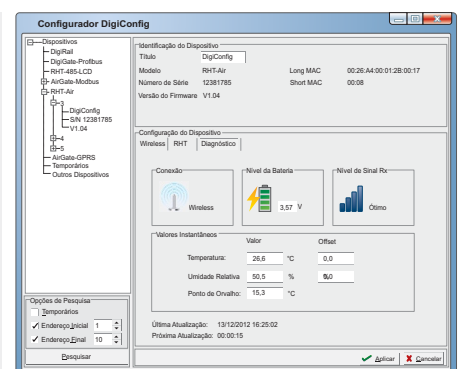 Configurador DigiConfig
Dispositivos
DigiRail
DigiGate-Profibus
RHT-485-LCD
AirGate-Modbus
RHT-Air
3
DigiConfig
S/N 12381785
V1.04
4
5
AirGate-GPRS
Temporários
Outros Dispositivos
Opções de Pesquisa
Temporários
Endereço Inicial 1
Endereço Final 10
Pesquisar
Identificação do Dispositivo
Título DigiConfig
Modelo RHT-Air Long MAC 00:26:A4:00:01:2B:00:17
Número de Série 12381785 Short MAC 00:08
Versão do Firmware V1.04
Configuração do Dispositivo
Wireless RHT Diagnóstico
Conexão Nível da Bateria Nível de Sinal Rx
Wireless 3,57 V Ótimo
Valores Instantâneos
Valor Offset
Temperatura: 26,6 °C 0,0
Umidade Relativa 50,5 %
Ponto de Orvalho: 15,3 °C
Última Atualização: 13/12/2012 16:25:02
Próxima Atualização: 00:00:15
Aplicar X Cancelar